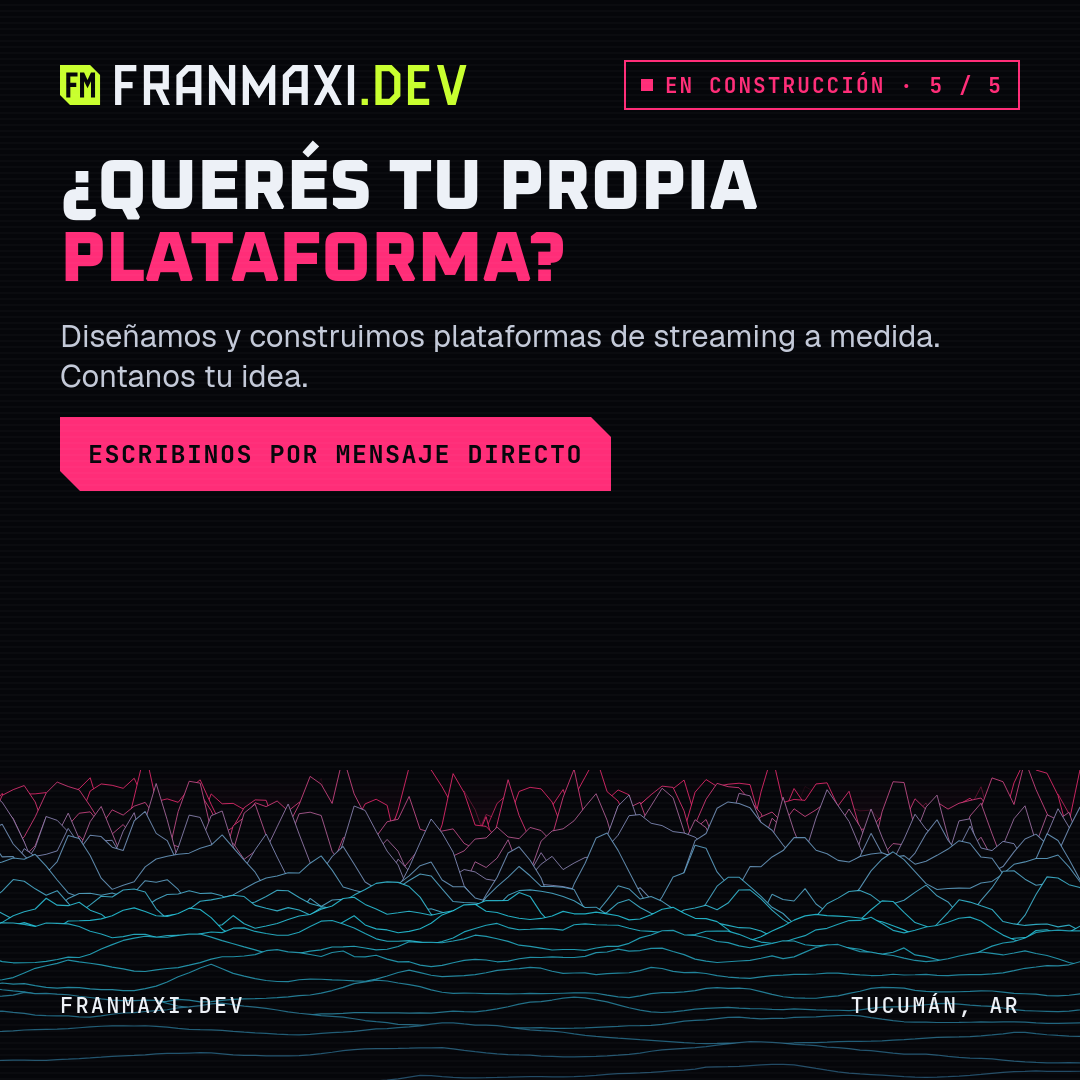 FM FRANMAXI.DEV
EN CONSTRUCCIÓN · 5 / 5
¿QUERÉS TU PROPIA
PLATAFORMA?
Diseñamos y construimos plataformas de streaming a medida.
Contanos tu idea.
ESCRIBINOS POR MENSAJE DIRECTO
FRANMAXI.DEV
TUCUMÁN, AR